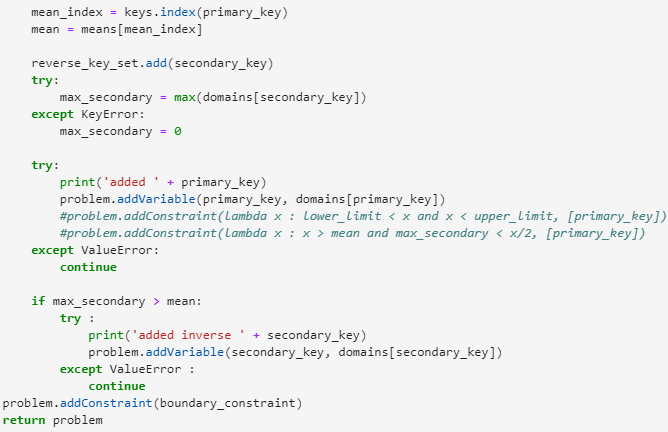 mean_index = keys.index(primary_key)
mean = means[mean_index]
reverse_key_set.add(secondary_key)
try:
max_secondary = max(domains[secondary_key])
except KeyError:
max_secondary = 0
try:
print('added ' + primary_key)
problem.addVariable(primary_key, domains[primary_key])
#problem.addConstraint(lambda x : lower_limit < x and x < upper_limit, [primary_key])
#problem.addConstraint(lambda x : x > mean and max_secondary < x/2, [primary_key])
except ValueError:
continue
if max_secondary > mean:
try :
print('added inverse ' + secondary_key)
problem.addVariable(secondary_key, domains[secondary_key])
except ValueError :
continue
problem.addConstraint(boundary_constraint)
return problem